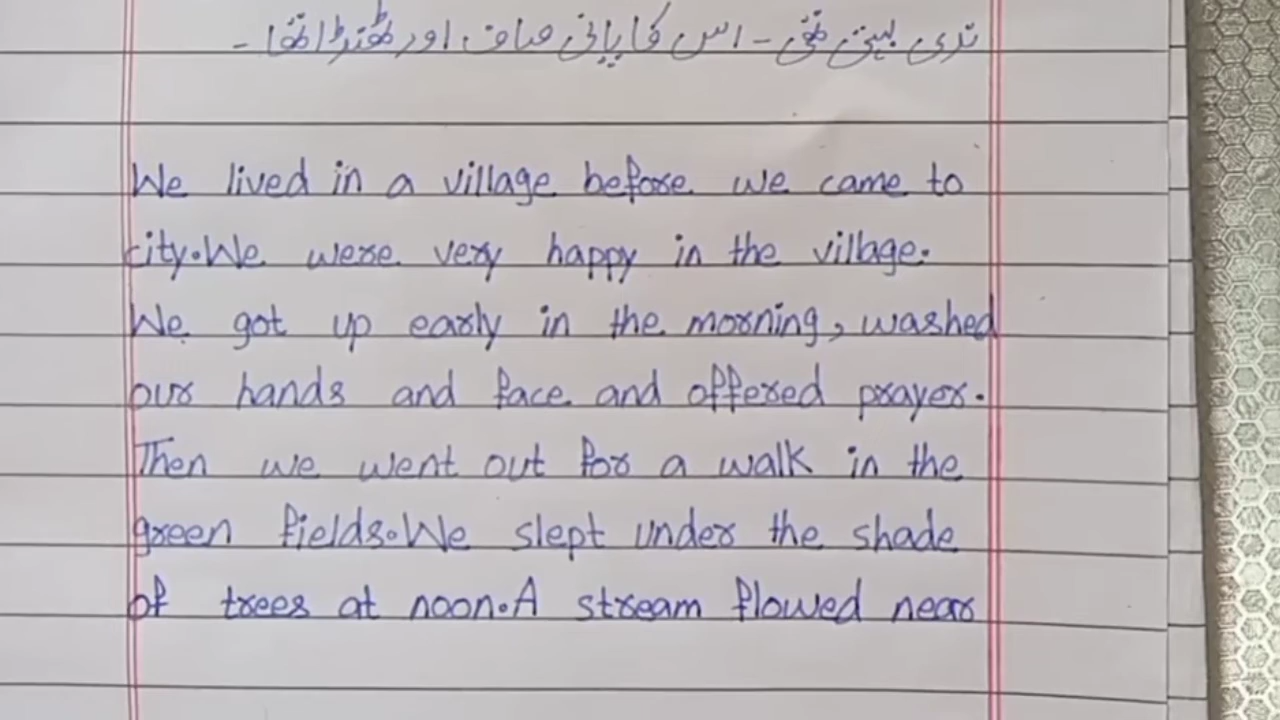 ندی بہتی تھی۔ اس کا پانی صاف اور ٹھنڈا تھا۔
We lived in a village before we came to
city.We were very happy in the village.
We got up early in the morning, washed
our hands and face and offered prayer.
Then we went out for a walk in the
green fields.We slept under the shade
of trees at noon.A stream flowed near